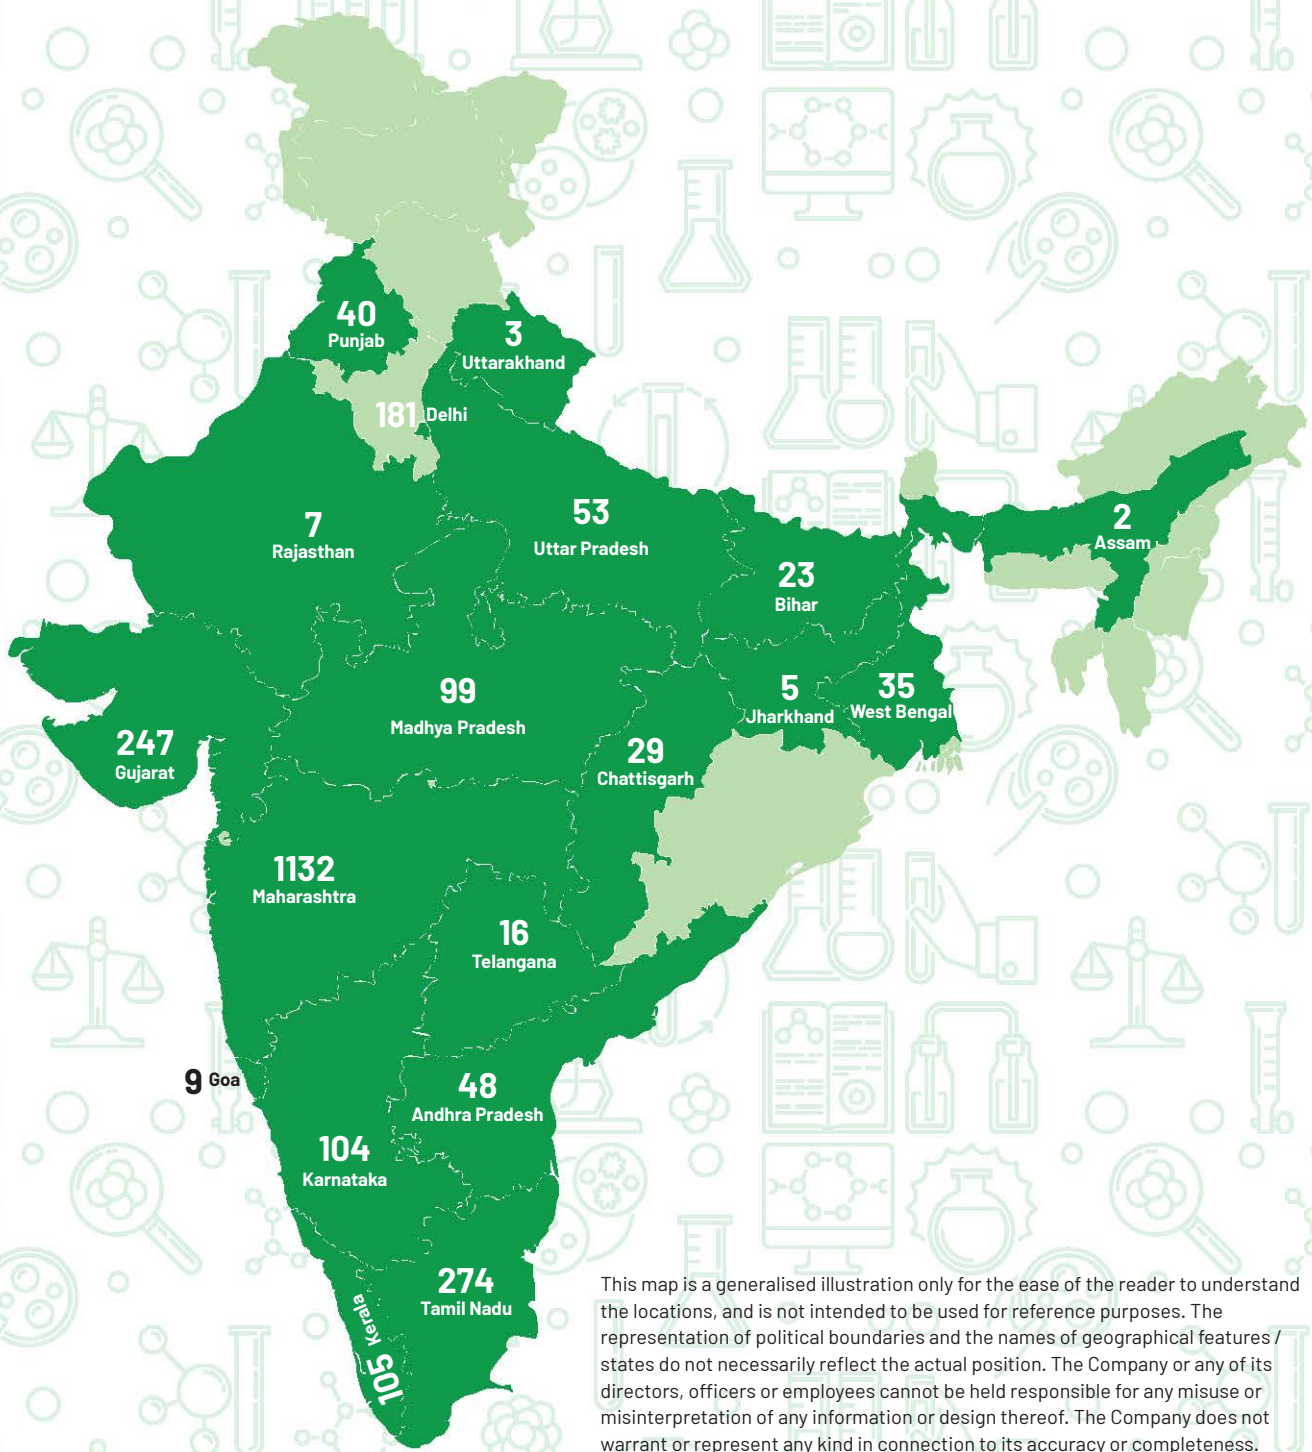 40
Punjab
3
Uttarakhand
181 Delhi
7
Rajasthan
53
Uttar Pradesh
2
Assam
23
Bihar
99
Madhya Pradesh
5
Jharkhand
35
West Bengal
247
Gujarat
29
Chattisgarh
1132
Maharashtra
16
Telangana
9 Goa
48
Andhra Pradesh
104
Karnataka
274
Tamil Nadu
105 Kerala
This map is a generalised illustration only for the ease of the reader to understand
the locations, and is not intended to be used for reference purposes. The
representation of political boundaries and the names of geographical features /
states do not necessarily reflect the actual position. The Company or any of its
directors, officers or employees cannot be held responsible for any misuse or
misinterpretation of any information or design thereof. The Company does not
warrant or represent any kind in connection to its accuracy or completeness.